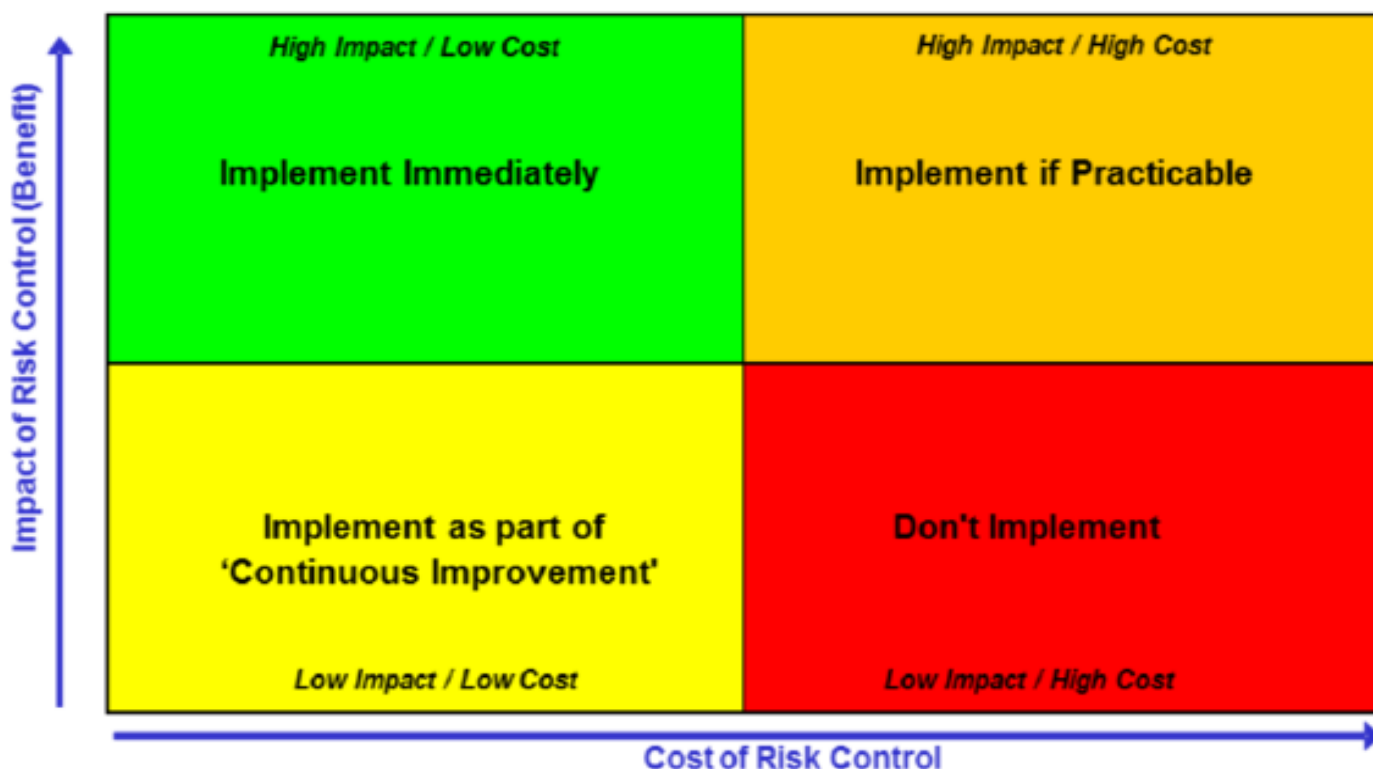 High Impact / Low Cost
High Impact / High Cost
Implement Immediately
Implement if Practicable
Impact of Risk Control (Benefit)
Implement as part of
‘Continuous Improvement'
Don't Implement
Low Impact / Low Cost
Low Impact / High Cost
Cost of Risk Control